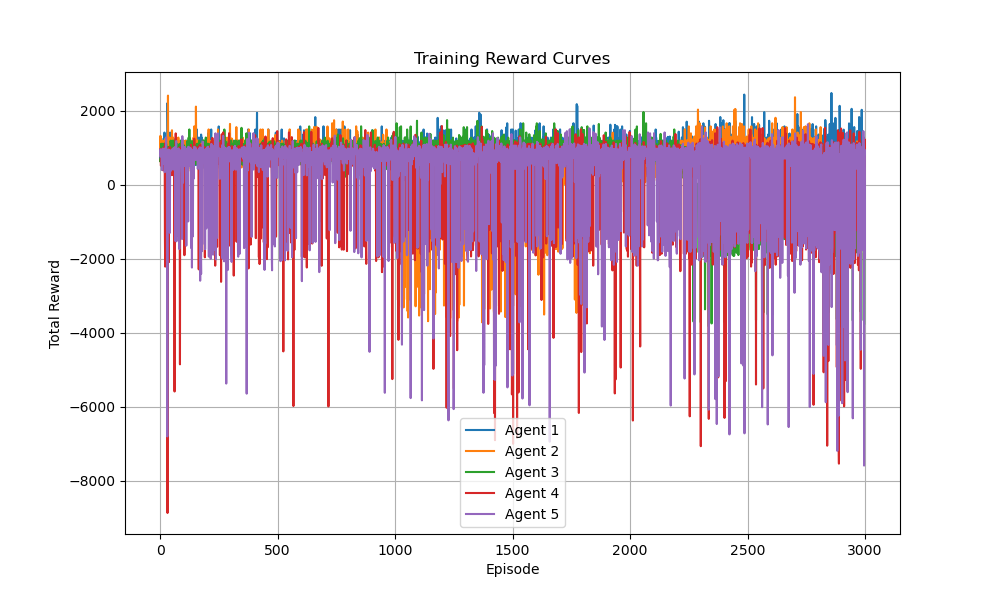 Training Reward Curves
Total Reward
2000
0
−2000
−4000
−6000
−8000
Agent 1
Agent 2
Agent 3
Agent 4
Agent 5
0 500 1000 1500 2000 2500 3000
Episode